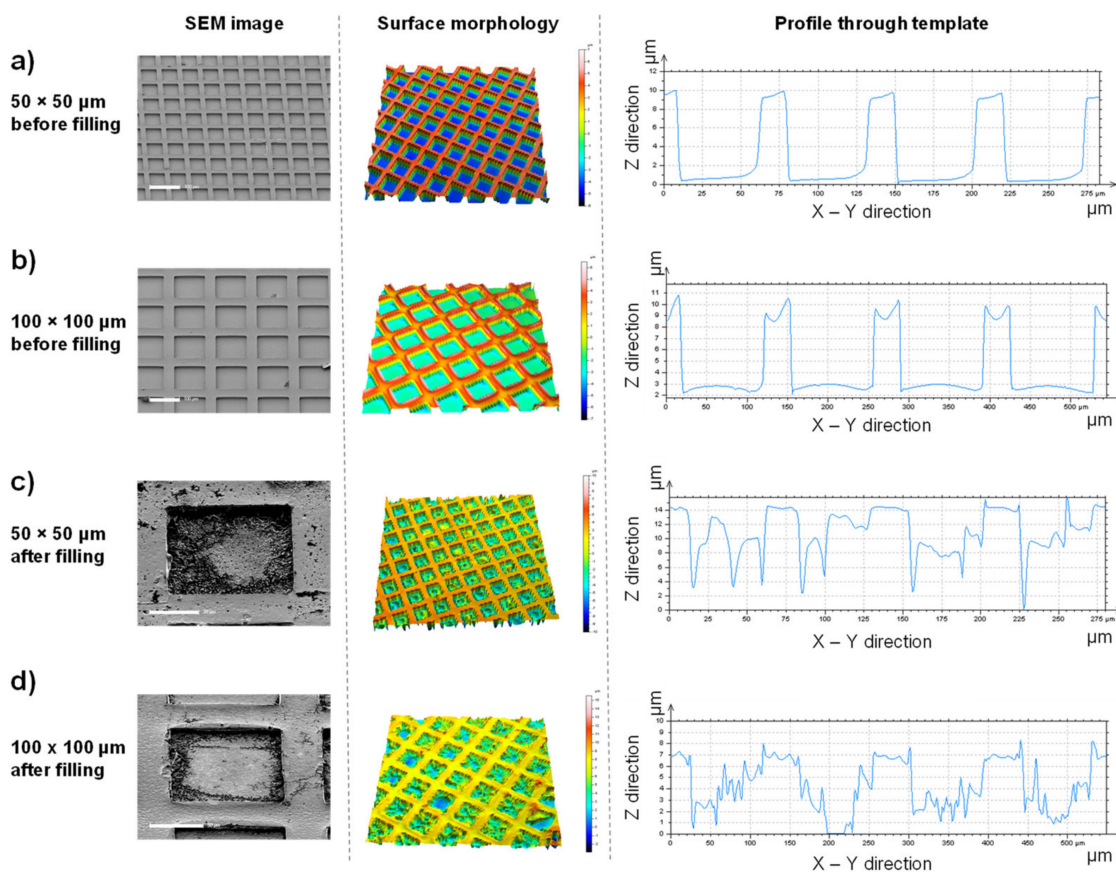 SEM image
Surface morphology
Profile through template
a)
50 × 50 µm
before filling
µm
Z direction
12
10
8
6
4
2
0
0
25
50
75
100
125
150
175
200
225
250
275 µm
X – Y direction
µm
b)
100 × 100 µm
before filling
µm
Z direction
11
10
9
8
7
6
5
4
3
2
0
50
100
150
200
250
300
350
400
450
500 µm
X – Y direction
µm
c)
50 × 50 µm
after filling
µm
Z direction
14
12
10
8
6
4
2
0
0
25
50
75
100
125
150
175
200
225
250
275 µm
X – Y direction
µm
d)
100 x 100 µm
after filling
µm
Z direction
10
9
8
7
6
5
4
3
2
1
0
0
50
100
150
200
250
300
350
400
450
500 µm
X – Y direction
µm